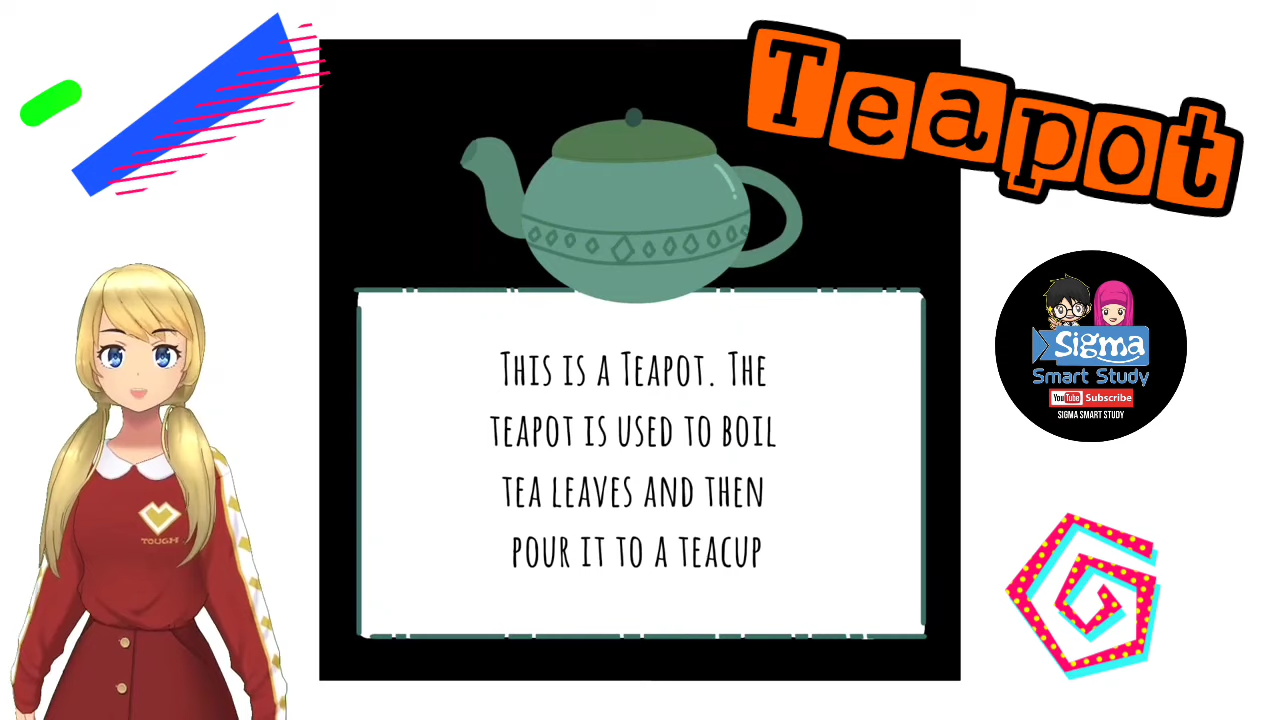 Teapot
This is a Teapot. The
teapot is used to boil
tea leaves and then
pour it to a teacup
TOUGM
Sigma
Smart Study
YouTube Subscribe
SIGMA SMART STUDY